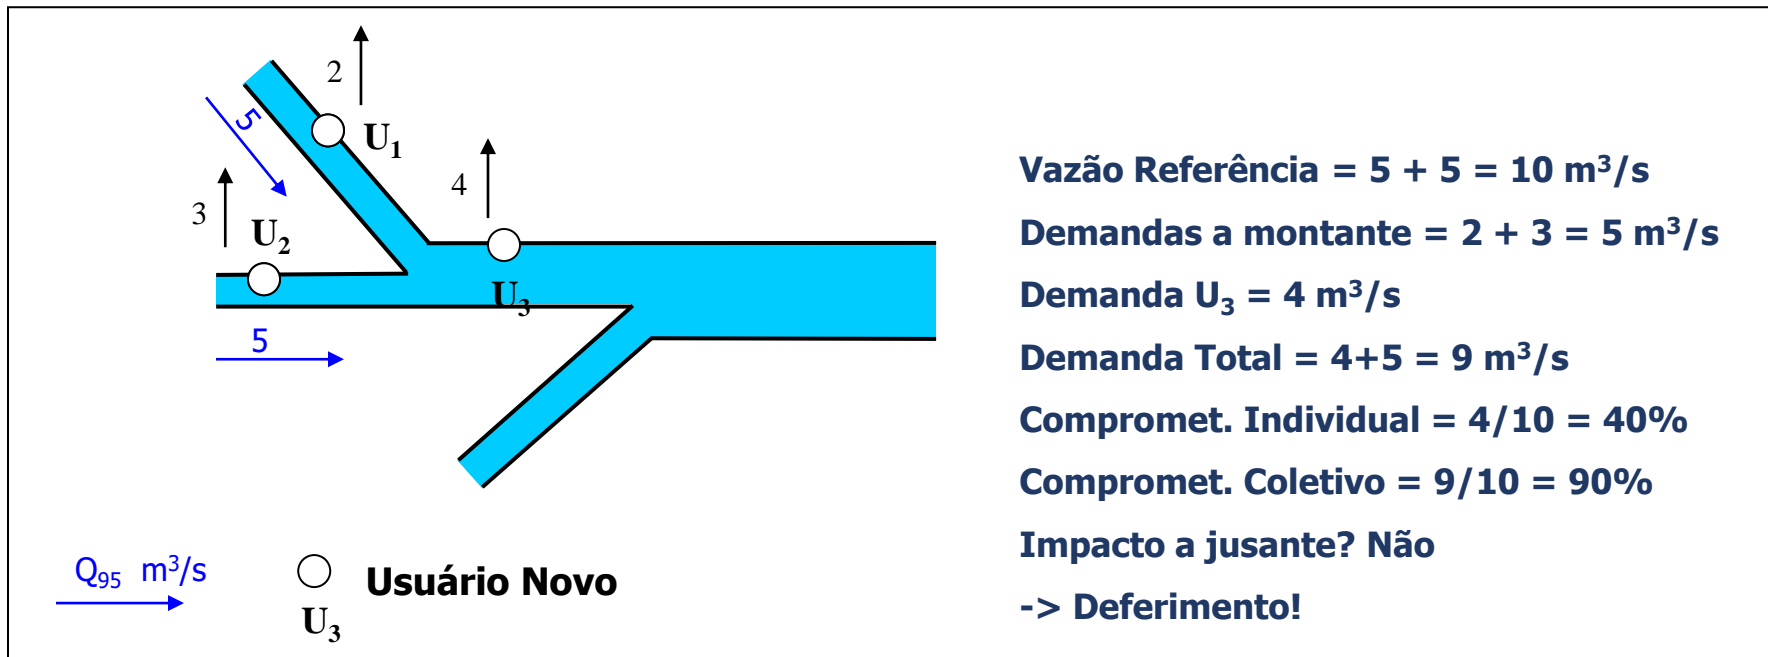 2
5
U₁
4
3
U₂
U₃
5
Q₉₅ m³/s
Usuário Novo
U₃
Vazão Referência = 5 + 5 = 10 m³/s
Demandas a montante = 2 + 3 = 5 m³/s
Demanda U₃ = 4 m³/s
Demanda Total = 4+5 = 9 m³/s
Compromet. Individual = 4/10 = 40%
Compromet. Coletivo = 9/10 = 90%
Impacto a jusante? Não
-> Deferimento!